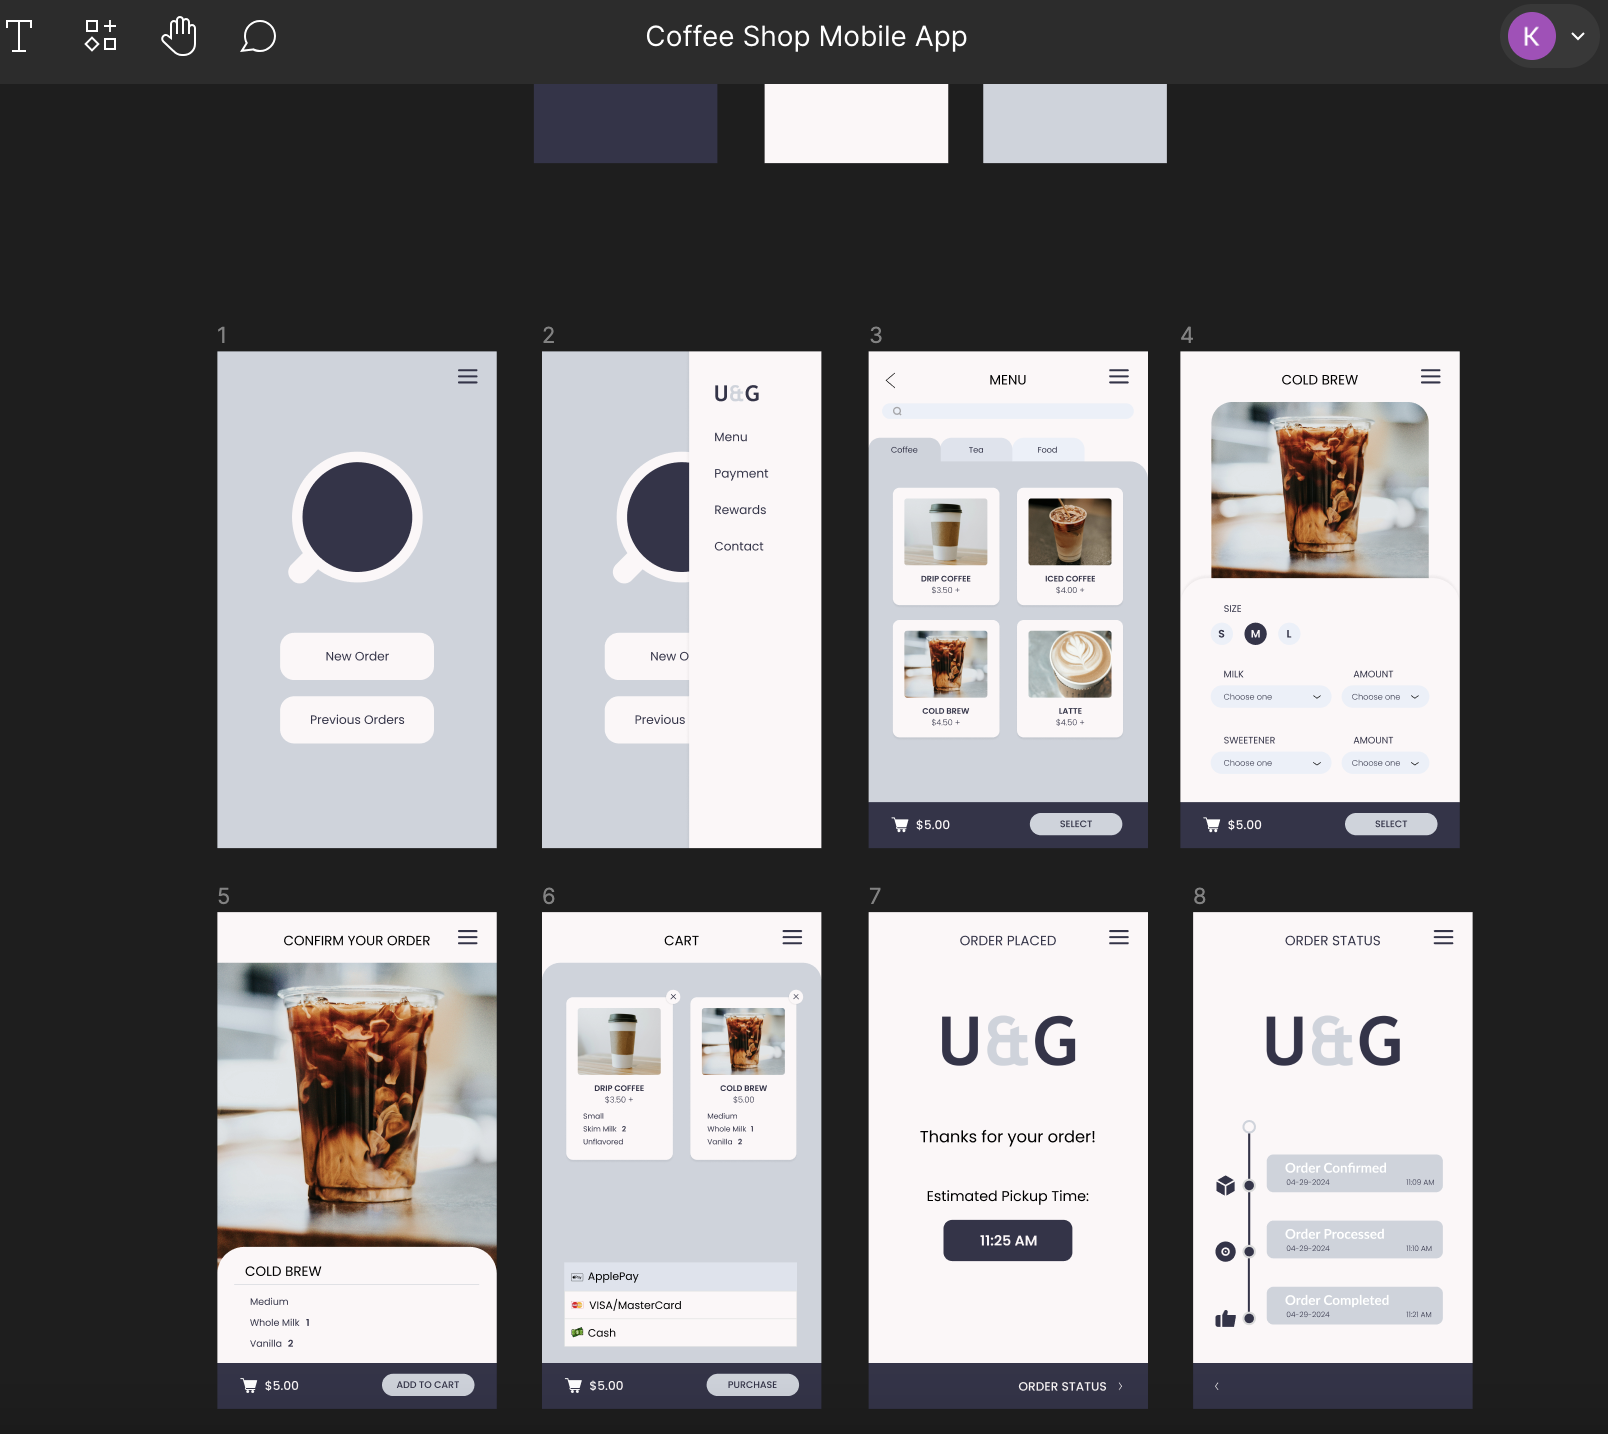 T
Coffee Shop Mobile App
K
1
New Order
Previous Orders
2
New O
Previous
U&G
Menu
Payment
Rewards
Contact
3
MENU
Coffee
Tea
Food
DRIP COFFEE
$3.50 +
ICED COFFEE
$4.00 +
COLD BREW
$4.50 +
LATTE
$4.50 +
$5.00
SELECT
4
COLD BREW
SIZE
S M L
MILK
AMOUNT
Choose one
Choose one
SWEETENER
AMOUNT
Choose one
Choose one
$5.00
SELECT
5
CONFIRM YOUR ORDER
COLD BREW
Medium
Whole Milk 1
Vanilla 2
$5.00
ADD TO CART
6
CART
DRIP COFFEE
$3.50 +
Small
Skim Milk 2
Unflavored
COLD BREW
$5.00
Medium
Whole Milk 1
Vanilla 2
ApplePay
VISA/MasterCard
Cash
$5.00
PURCHASE
7
ORDER PLACED
U&G
Thanks for your order!
Estimated Pickup Time:
11:25 AM
ORDER STATUS >
8
ORDER STATUS
U&G
Order Confirmed
04-29-2024 11:09 AM
Order Processed
04-29-2024 11:10 AM
Order Completed
04-29-2024 11:21 AM
<